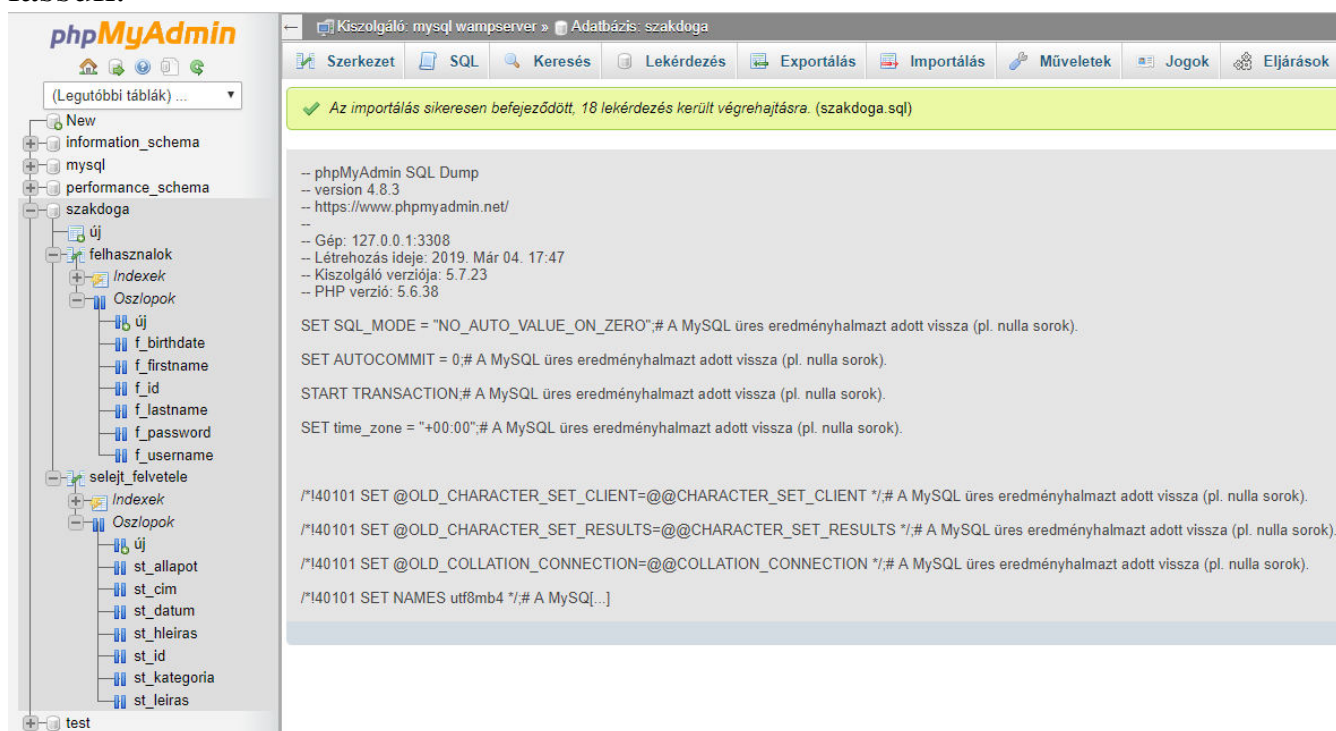 phpMyAdmin
(Legutóbbi táblák) ...
New
information_schema
mysql
performance_schema
szakdoga
új
felhasznalok
Indexek
Oszlopok
új
f_birthdate
f_firstname
f_id
f_lastname
f_password
f_username
selejt_felvetele
Indexek
Oszlopok
új
st_allapot
st_cim
st_datum
st_hleiras
st_id
st_kategoria
st_leiras
test
Kiszolgáló: mysql wampserver » Adatbázis: szakdoga
Szerkezet SQL Keresés Lekérdezés Exportálás Importálás Műveletek Jogok Eljárások
Az importálás sikeresen befejeződött, 18 lekérdezés került végrehajtásra. (szakdoga.sql)
-- phpMyAdmin SQL Dump
-- version 4.8.3
-- https://www.phpmyadmin.net/
--
-- Gép: 127.0.0.1:3308
-- Létrehozás ideje: 2019. Már 04. 17:47
-- Kiszolgáló verziója: 5.7.23
-- PHP verzió: 5.6.38
SET SQL_MODE = "NO_AUTO_VALUE_ON_ZERO";# A MySQL üres eredményhalmazt adott vissza (pl. nulla sorok).
SET AUTOCOMMIT = 0;# A MySQL üres eredményhalmazt adott vissza (pl. nulla sorok).
START TRANSACTION;# A MySQL üres eredményhalmazt adott vissza (pl. nulla sorok).
SET time_zone = "+00:00";# A MySQL üres eredményhalmazt adott vissza (pl. nulla sorok).
/*!40101 SET @OLD_CHARACTER_SET_CLIENT=@@CHARACTER_SET_CLIENT */;# A MySQL üres eredményhalmazt adott vissza (pl. nulla sorok).
/*!40101 SET @OLD_CHARACTER_SET_RESULTS=@@CHARACTER_SET_RESULTS */;# A MySQL üres eredményhalmazt adott vissza (pl. nulla sorok).
/*!40101 SET @OLD_COLLATION_CONNECTION=@@COLLATION_CONNECTION */;# A MySQL üres eredményhalmazt adott vissza (pl. nulla sorok).
/*!40101 SET NAMES utf8mb4 */;# A MySQ[...]